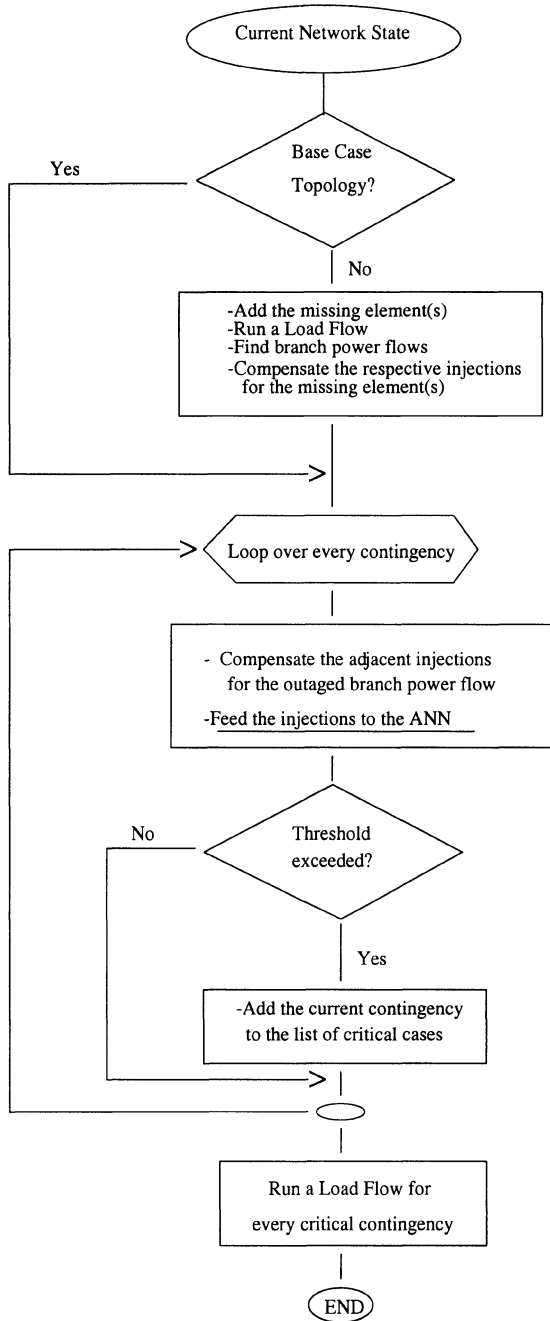 Current Network State
Base Case
Topology?
Yes
No
-Add the missing element(s)
-Run a Load Flow
-Find branch power flows
-Compensate the respective injections
for the missing element(s)
Loop over every contingency
- Compensate the adjacent injections
for the outaged branch power flow
-Feed the injections to the ANN
Threshold
exceeded?
No
Yes
-Add the current contingency
to the list of critical cases
Run a Load Flow for
every critical contingency
END